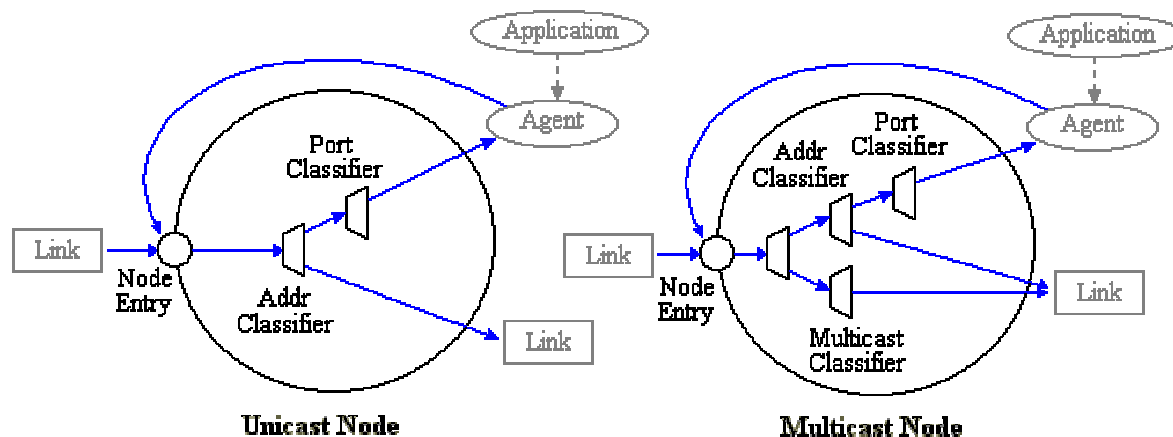 Application
Agent
Port
Classifier
Link
Node
Entry
Addr
Classifier
Link
Unicast Node
Application
Agent
Port
Classifier
Addr
Classifier
Link
Node
Entry
Link
Multicast
Classifier
Multicast Node